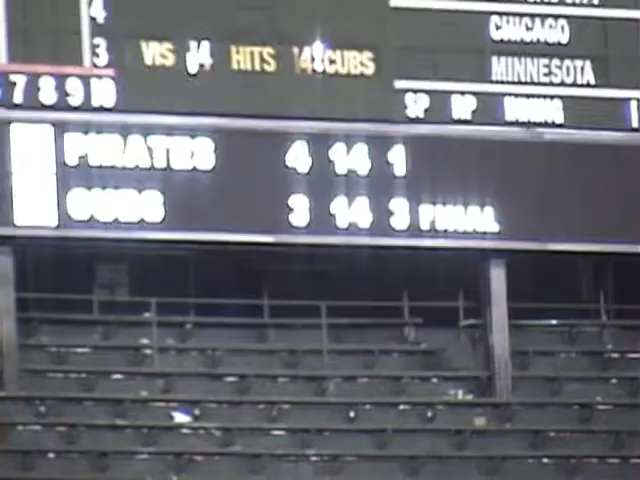 4
CHICAGO
3 VIS 14 HITS 14 CUBS
MINNESOTA
7 8 9 10
SP RP INNING
PIRATES 4 14 1
CUBS 3 14 3 FINAL